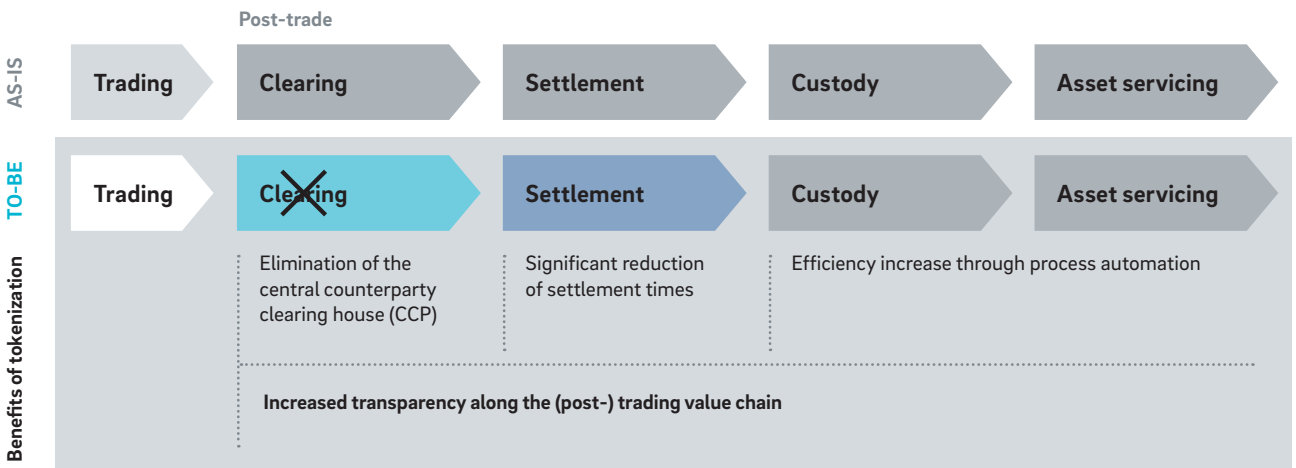 Post-trade
AS-IS
Trading
Clearing
Settlement
Custody
Asset servicing
TO-BE
Trading
Clearing
Settlement
Custody
Asset servicing
Benefits of tokenization
Elimination of the
central counterparty
clearing house (CCP)
Significant reduction
of settlement times
Efficiency increase through process automation
Increased transparency along the (post-) trading value chain